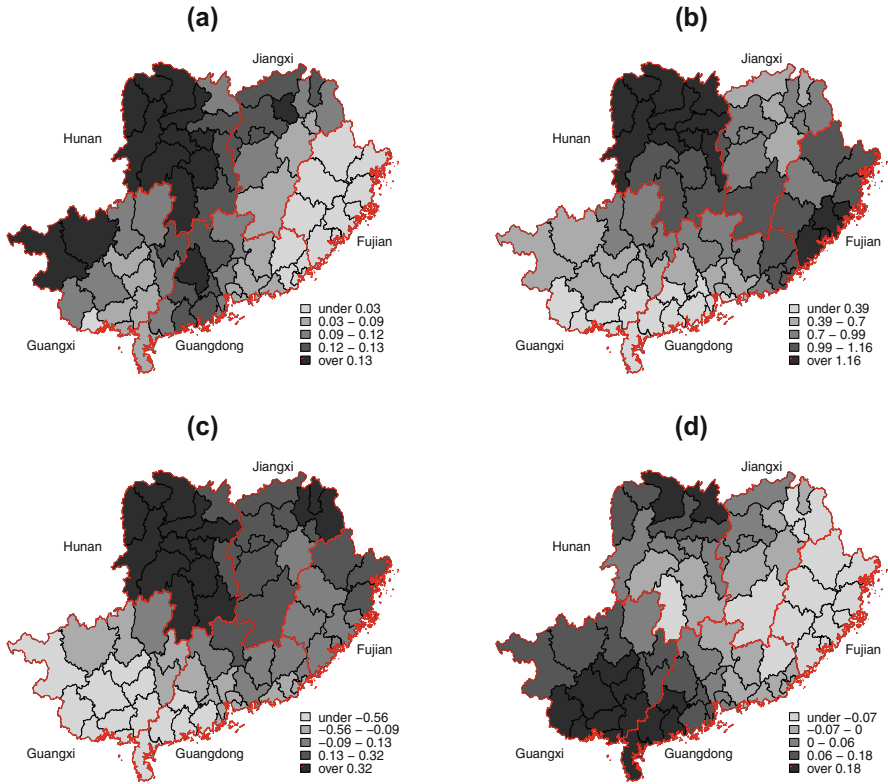 (a)
Jiangxi
Hunan
Fujian
Guangxi
Guangdong
under 0.03
0.03 − 0.09
0.09 − 0.12
0.12 − 0.13
over 0.13
(b)
Jiangxi
Hunan
Fujian
Guangxi
Guangdong
under 0.39
0.39 − 0.7
0.7 − 0.99
0.99 − 1.16
over 1.16
(c)
Jiangxi
Hunan
Fujian
Guangxi
Guangdong
under −0.56
−0.56 − −0.09
−0.09 − 0.13
0.13 − 0.32
over 0.32
(d)
Jiangxi
Hunan
Fujian
Guangxi
Guangdong
under −0.07
−0.07 − 0
0 − 0.06
0.06 − 0.18
over 0.18